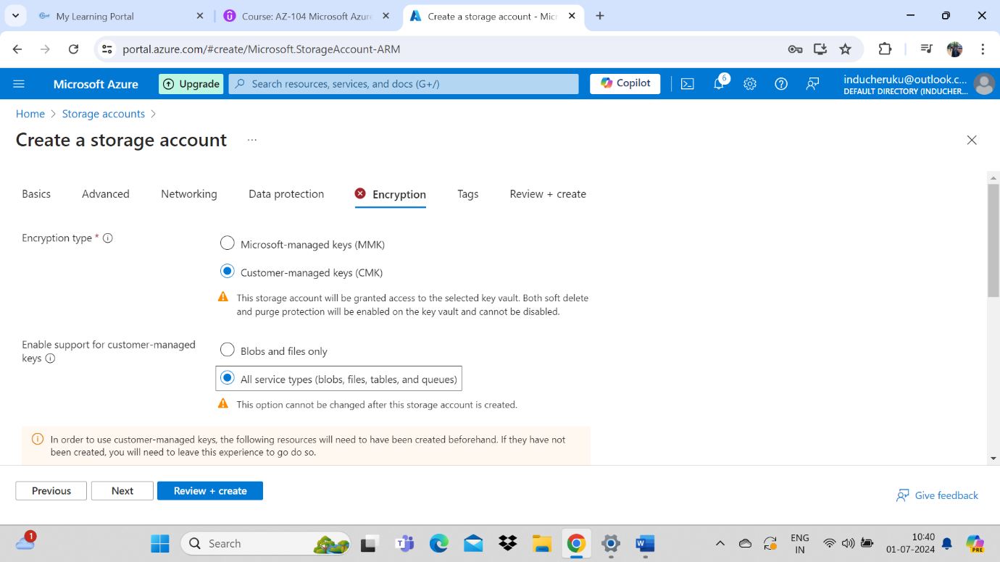 My Learning Portal
Course: AZ-104 Microsoft Azure
Create a storage account - Micr
portal.azure.com/#create/Microsoft.StorageAccount-ARM
Microsoft Azure
Upgrade
Search resources, services, and docs (G+/)
Copilot
6
inducheruku@outlook.c...
DEFAULT DIRECTORY (INDUCHER...
Home > Storage accounts >
Create a storage account ...
Basics
Advanced
Networking
Data protection
Encryption
Tags
Review + create
Encryption type *
Microsoft-managed keys (MMK)
Customer-managed keys (CMK)
This storage account will be granted access to the selected key vault. Both soft delete
and purge protection will be enabled on the key vault and cannot be disabled.
Enable support for customer-managed
keys
Blobs and files only
All service types (blobs, files, tables, and queues)
This option cannot be changed after this storage account is created.
In order to use customer-managed keys, the following resources will need to have been created beforehand. If they have not
been created, you will need to leave this experience to go do so.
Previous
Next
Review + create
Give feedback
1
Search
ENG
IN
10:40
01-07-2024
PRE